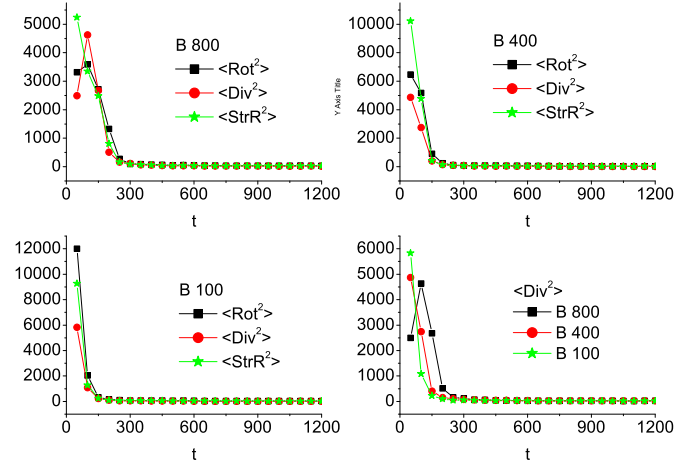 B 800
<Rot²>
<Div²>
<StrR²>
5000
4000
3000
2000
1000
0
0 300 600 900 1200
t
B 400
<Rot²>
<Div²>
<StrR²>
Y Axis Title
10000
8000
6000
4000
2000
0
0 300 600 900 1200
t
B 100
<Rot²>
<Div²>
<StrR²>
12000
10000
8000
6000
4000
2000
0
0 300 600 900 1200
t
<Div²>
B 800
B 400
B 100
6000
5000
4000
3000
2000
1000
0
0 300 600 900 1200
t